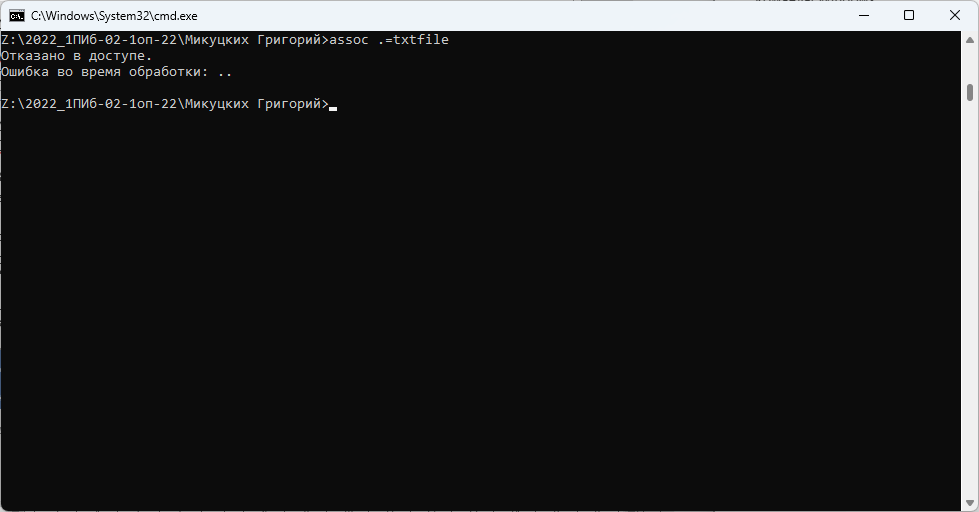 C:\Windows\System32\cmd.exe
Z:\2022_1ПИб-02-1оп-22\Микуцких Григорий>assoc .=txtfile
Отказано в доступе.
Ошибка во время обработки: ..
Z:\2022_1ПИб-02-1оп-22\Микуцких Григорий>